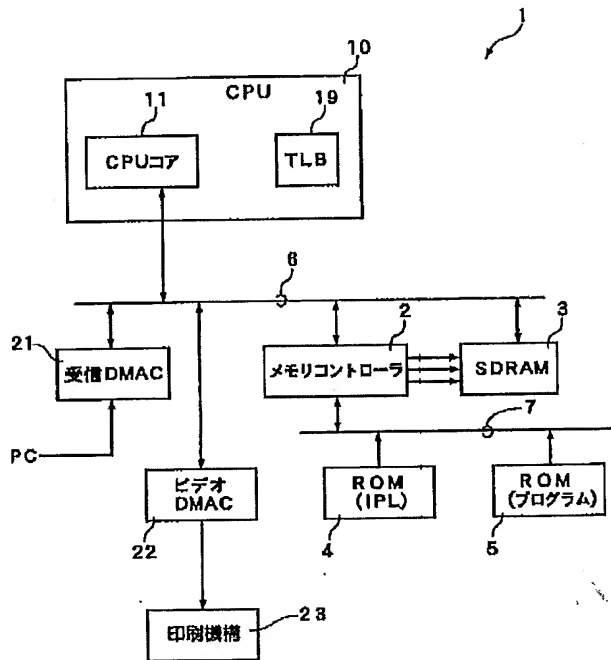 1
10
CPU
11
19
CPUコア
TLB
6
21
2
3
受信DMAC
メモリコントローラ
SDRAM
7
PC
ビデオ
DMAC
22
ROM
(IPL)
4
ROM
(プログラム)
5
印刷機構
23